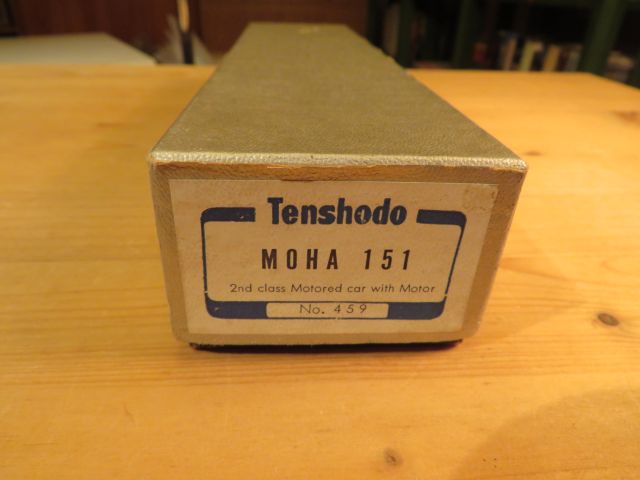 Tenshodo
MOHA 151
2nd class Motored car with Motor
No. 459